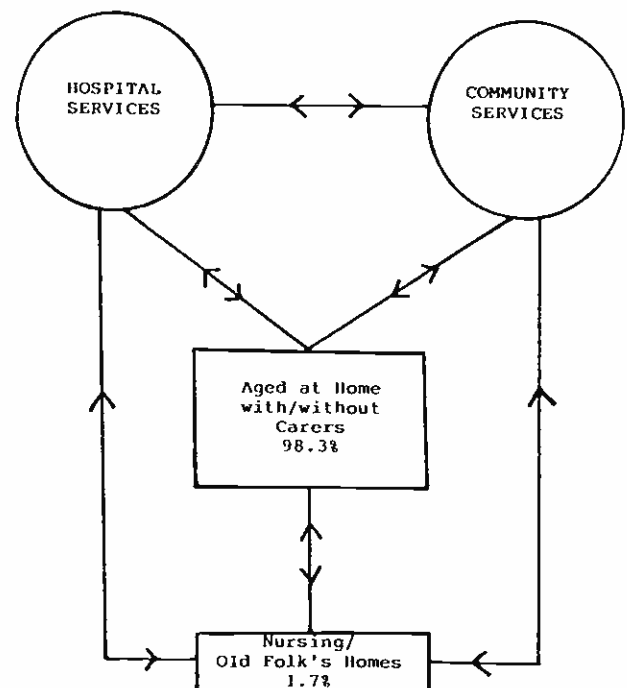 HOSPITAL
SERVICES
COMMUNITY
SERVICES
Aged at Home
with/without
Carers
98.3%
Nursing/
Old Folk's Homes
1.7%